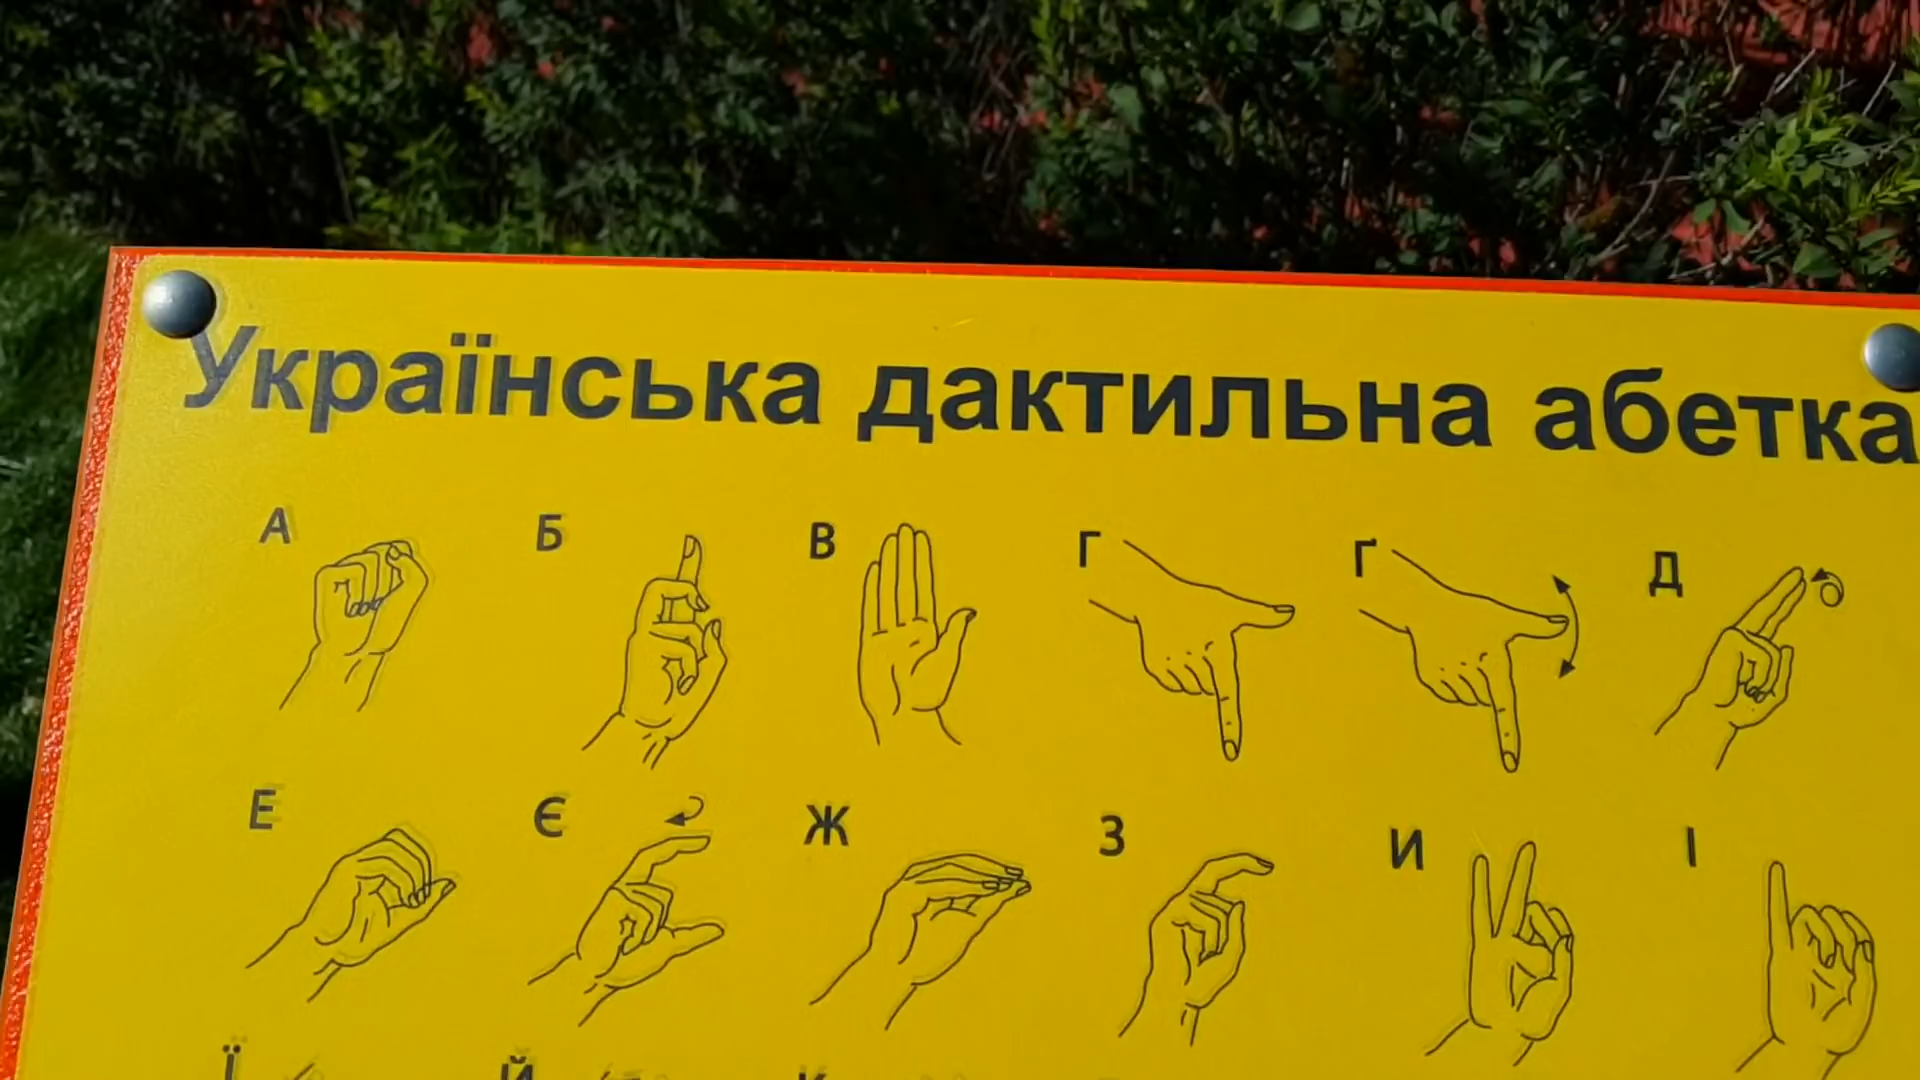 Українська дактильна абетка
А Б В Г Ґ Д
Е Є Ж З И І
Ї Й К